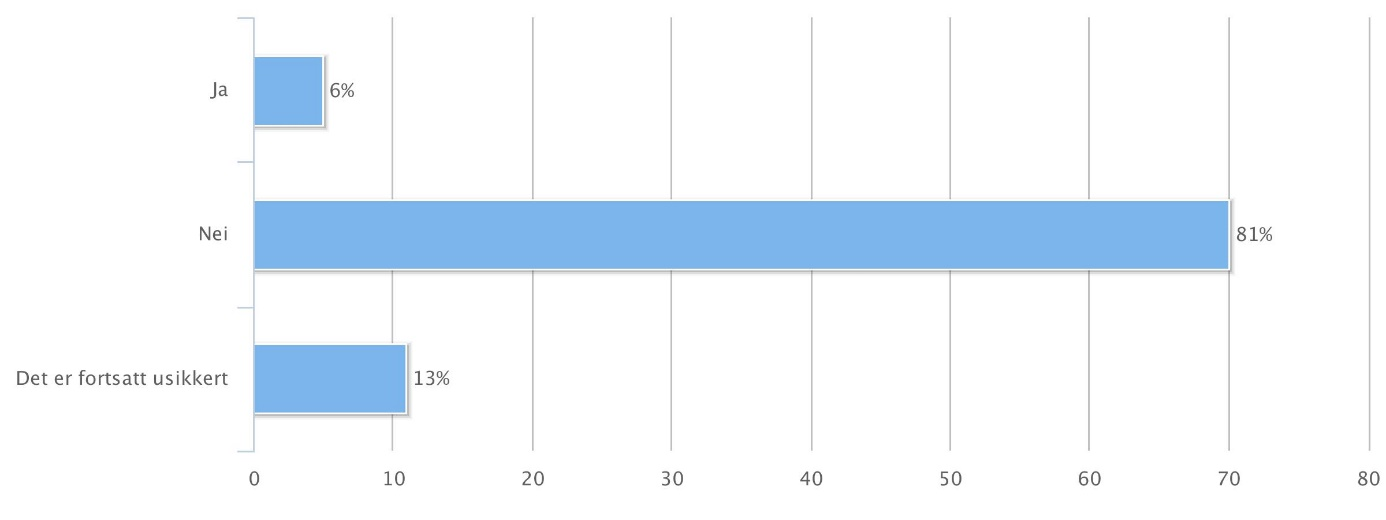 Ja
6%
Nei
81%
Det er fortsatt usikkert
13%
0 10 20 30 40 50 60 70 80